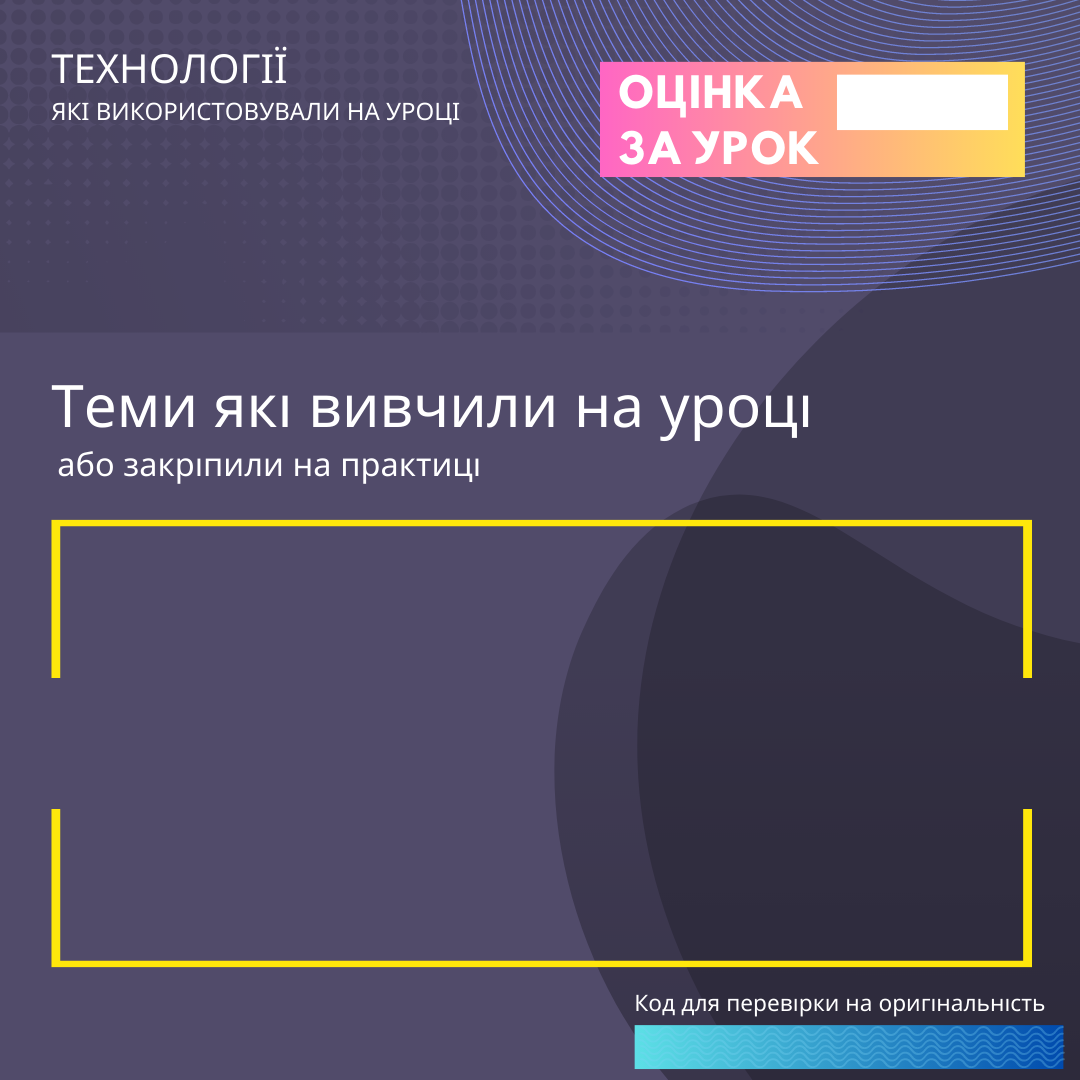 ТЕХНОЛОГІЇ
ЯКІ ВИКОРИСТОВУВАЛИ НА УРОЦІ
ОЦІНКА
ЗА УРОК
Теми які вивчили на уроці
або закріпили на практиці
Код для перевірки на оригінальність